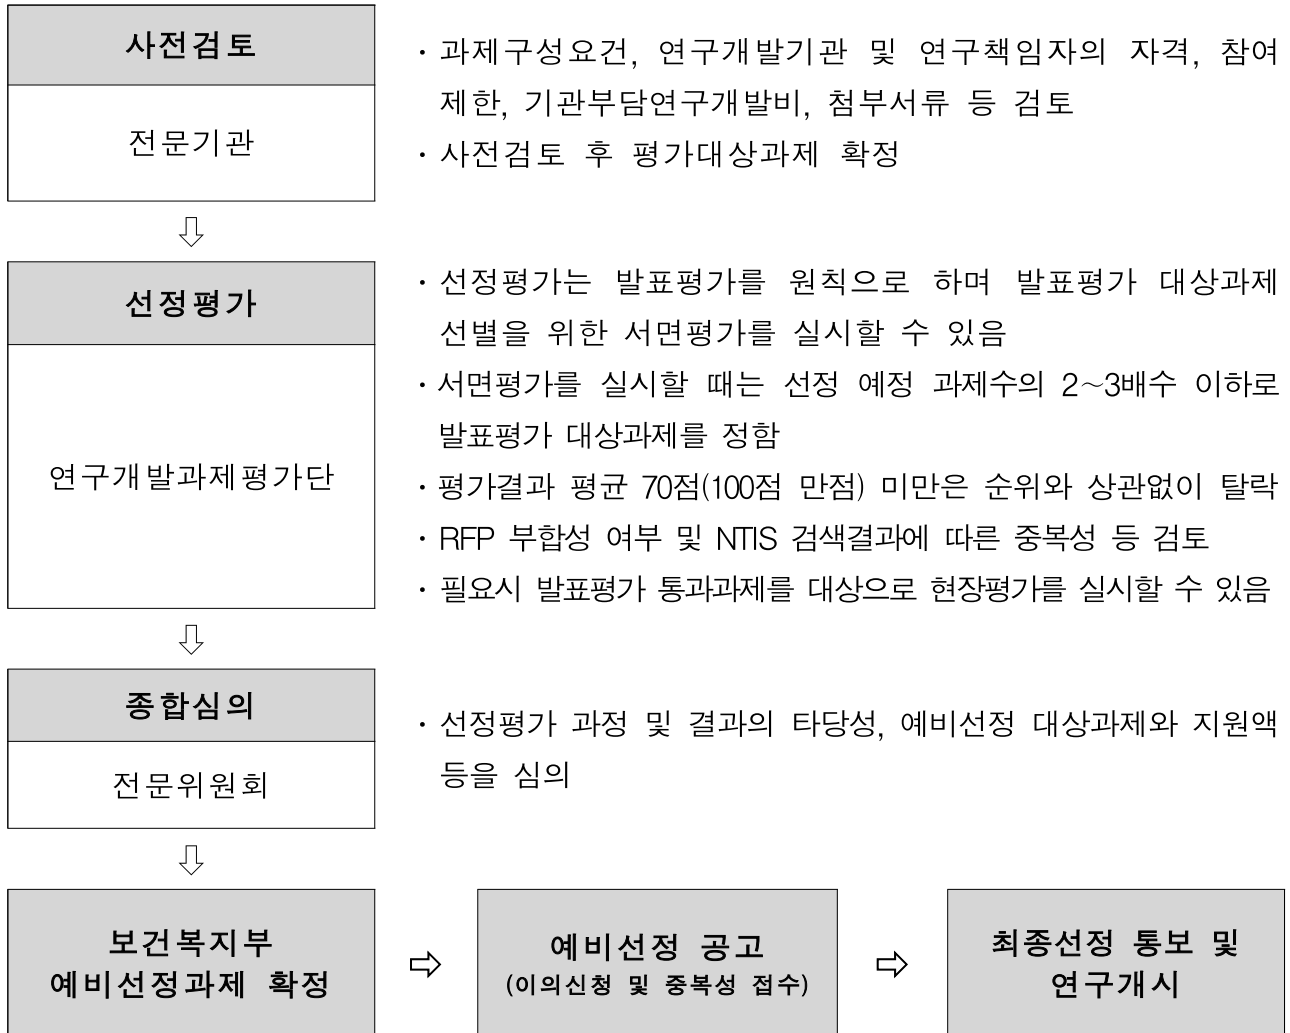 사전검토
전문기관
· 과제구성요건, 연구개발기관 및 연구책임자의 자격, 참여
제한, 기관부담연구개발비, 첨부서류 등 검토
· 사전검토 후 평가대상과제 확정
⇩
선정평가
연구개발과제평가단
· 선정평가는 발표평가를 원칙으로 하며 발표평가 대상과제
선별을 위한 서면평가를 실시할 수 있음
· 서면평가를 실시할 때는 선정 예정 과제수의 2~3배수 이하로
발표평가 대상과제를 정함
· 평가결과 평균 70점(100점 만점) 미만은 순위와 상관없이 탈락
· RFP 부합성 여부 및 NTIS 검색결과에 따른 중복성 등 검토
· 필요시 발표평가 통과과제를 대상으로 현장평가를 실시할 수 있음
⇩
종합심의
전문위원회
· 선정평가 과정 및 결과의 타당성, 예비선정 대상과제와 지원액
등을 심의
⇩
보건복지부
예비선정과제 확정
⇨
예비선정 공고
(이의신청 및 중복성 접수)
⇨
최종선정 통보 및
연구개시